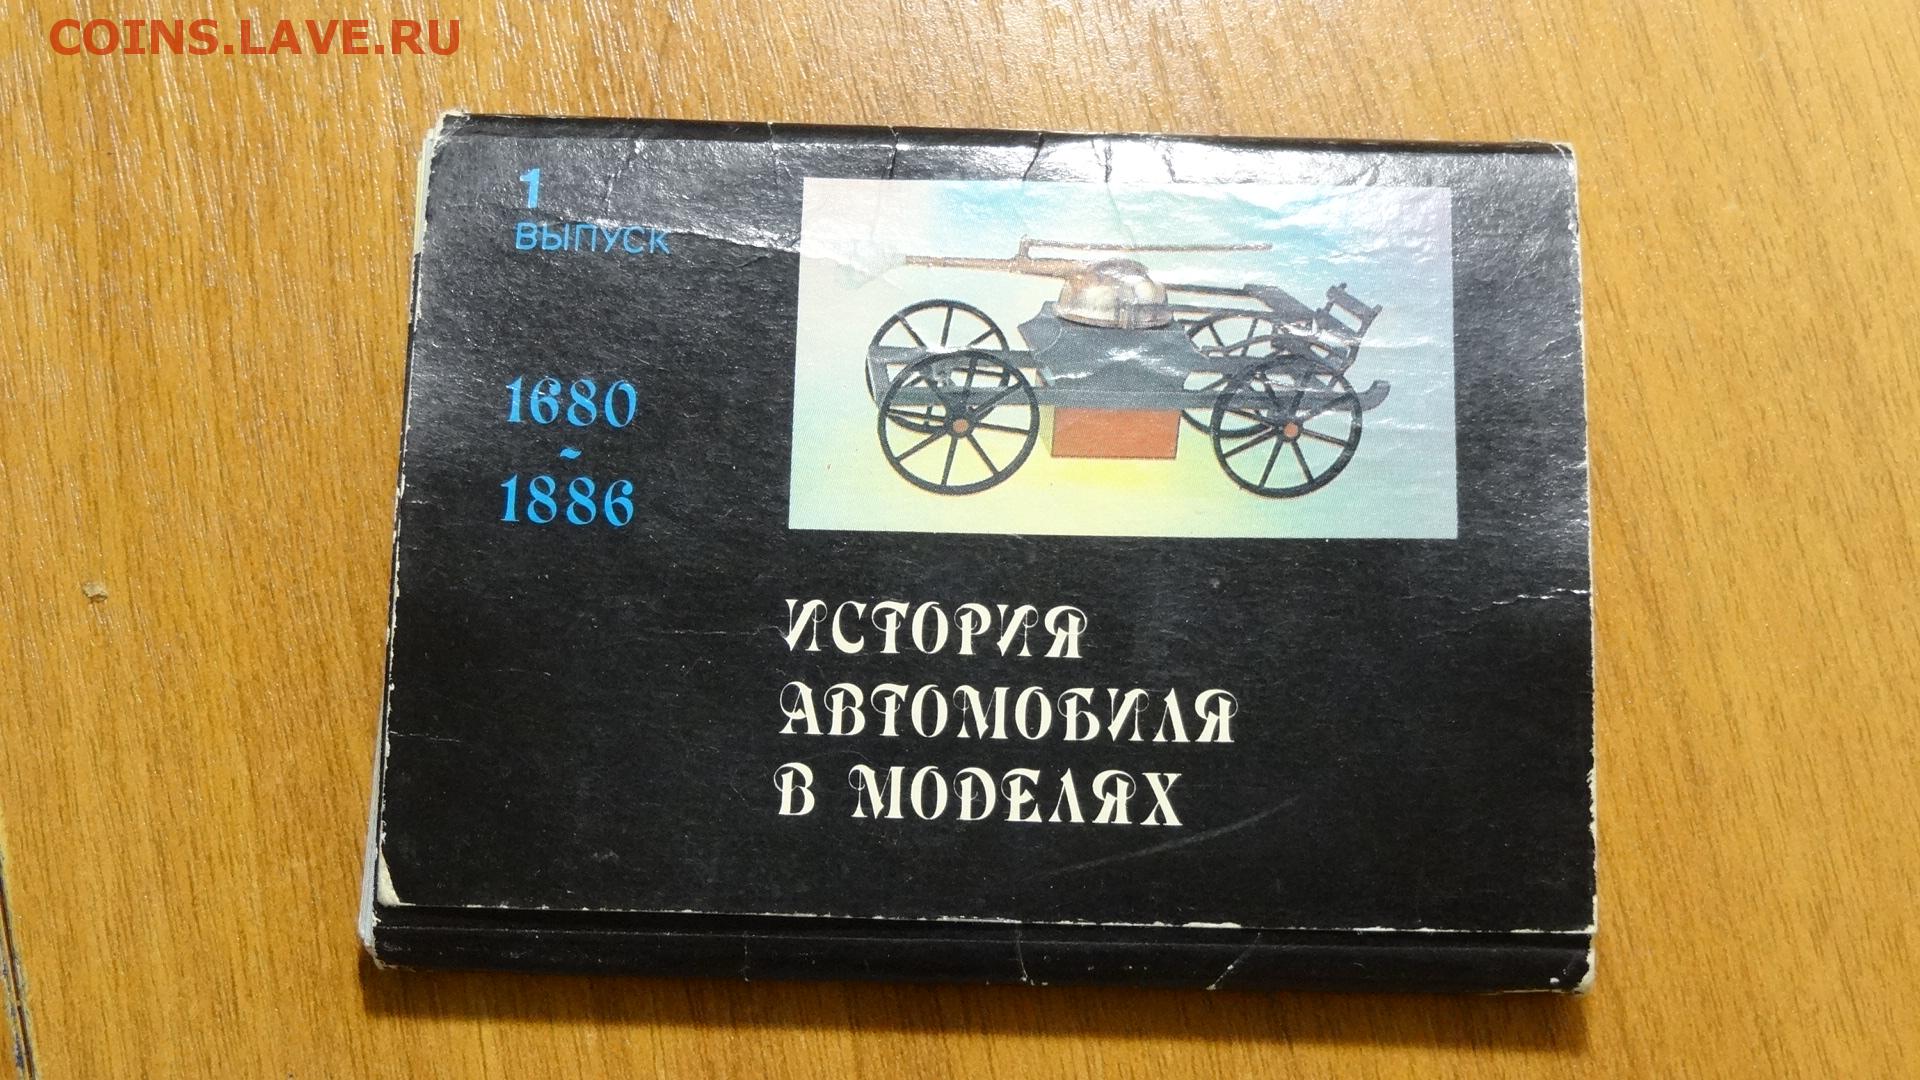 COINS.LAVE.RU
1
ВЫПУСК
1680
~
1886
ИСТОРИЯ
АВТОМОБИЛЯ
В МОДЕЛЯХ